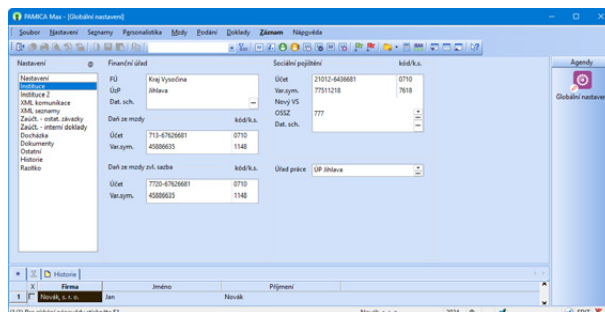 PAMICA Max - [Globální nastavení]
Soubor Nastavení Seznamy Personalistika Mzdy Podání Doklady Záznam Nápověda
Nastavení
Nastavení
Instituce
Instituce 2
XML komunikace
XML seznamy
Zaúčt. - ostat. závazky
Zaúčt. - interní doklady
Docházka
Dokumenty
Ostatní
Historie
Razítko
Finanční úřad
FÚ Kraj Vysočina
ÚzP Jihlava
Dat. sch.
Daň ze mzdy kód/k.s.
Účet 713-67626681 0710
Var.sym. 45886635 1148
Daň ze mzdy zvl. sazba kód/k.s.
Účet 7720-67626681 0710
Var.sym. 45886635 1148
Sociální pojištění kód/k.s.
Účet 21012-6436681 0710
Var.sym. 77511218 7618
Nový VS
OSSZ 777
Dat. sch.
Úřad práce ÚP Jihlava
Agendy
Globální nastaven
Historie
X Firma Jméno Příjmení
1 Novák, s. r. o. Jan Novák